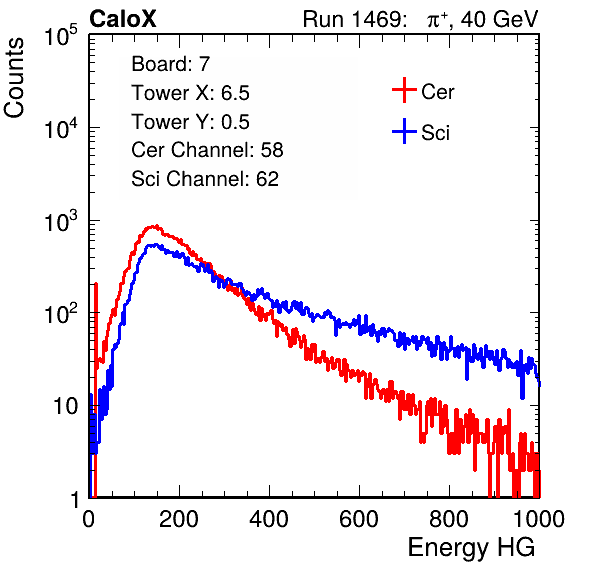 CaloX Run 1469: π⁺, 40 GeV
Board: 7
Tower X: 6.5
Tower Y: 0.5
Cer Channel: 58
Sci Channel: 62
Cer
Sci
Counts
10⁵
10⁴
10³
10²
10
1
0 200 400 600 800 1000
Energy HG